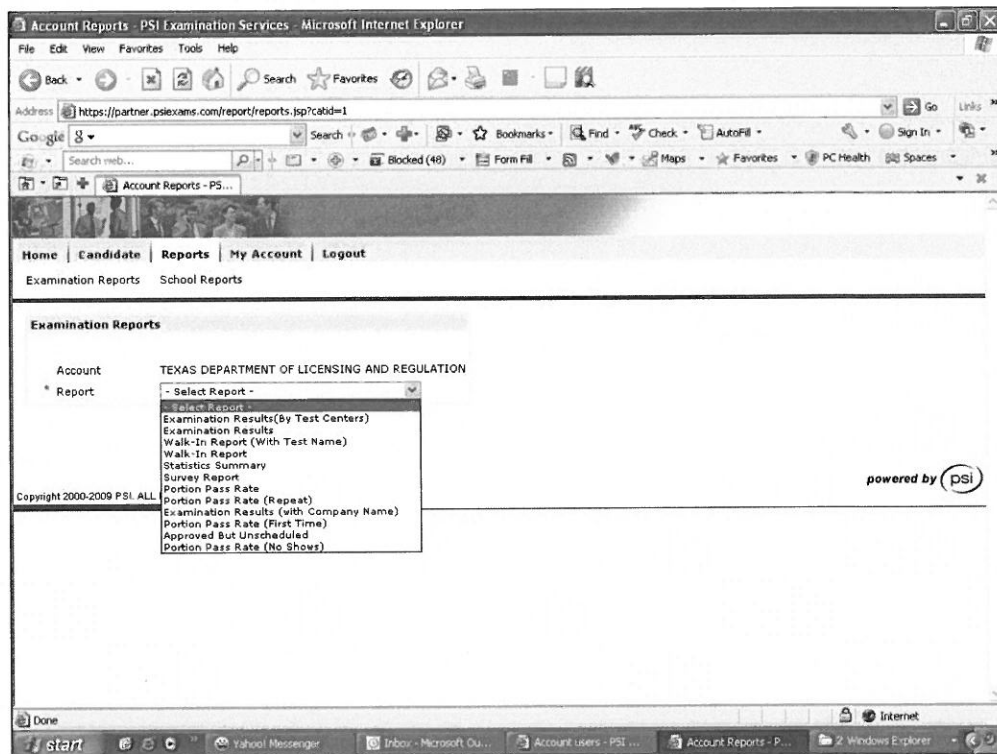 Account Reports - PSI Examination Services - Microsoft Internet Explorer
File Edit View Favorites Tools Help
Back Search Favorites
Address https://partner.psiexams.com/report/reports.jsp?catid=1 Go Links
Google Search Bookmarks Find Check AutoFill Sign In
Search web... Blocked (48) Form Fill Maps Favorites PC Health Spaces
Account Reports - PS...
Home | Candidate | Reports | My Account | Logout
Examination Reports School Reports
Examination Reports
Account TEXAS DEPARTMENT OF LICENSING AND REGULATION
* Report - Select Report -
- Select Report -
Examination Results(By Test Centers)
Examination Results
Walk-In Report (With Test Name)
Walk-In Report
Statistics Summary
Survey Report
Portion Pass Rate
Portion Pass Rate (Repeat)
Examination Results (with Company Name)
Portion Pass Rate (First Time)
Approved But Unscheduled
Portion Pass Rate (No Shows)
powered by psi
Copyright 2000-2009 PSI. ALL
Done Internet
start Yahoo! Messenger Inbox - Microsoft Ou... Account users - PSI ... Account Reports - P... 2 Windows Explorer